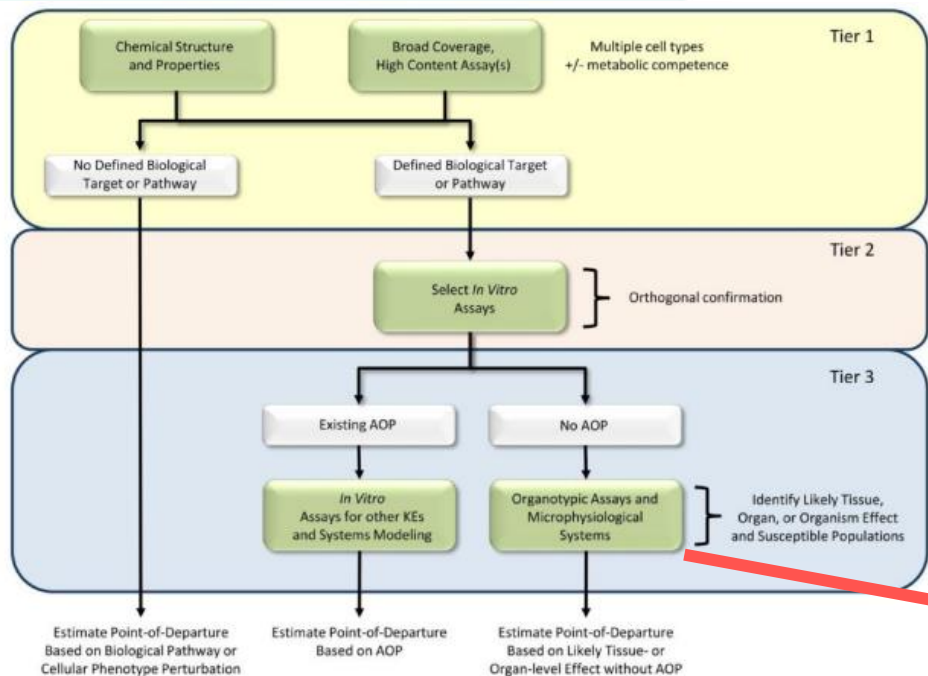 Tier 1
Chemical Structure
and Properties
Broad Coverage,
High Content Assay(s)
Multiple cell types
+/- metabolic competence
No Defined Biological
Target or Pathway
Defined Biological Target
or Pathway
Tier 2
Select In Vitro
Assays
Orthogonal confirmation
Tier 3
Existing AOP
No AOP
In Vitro
Assays for other KEs
and Systems Modeling
Organotypic Assays and
Microphysiological
Systems
Identify Likely Tissue,
Organ, or Organism Effect
and Susceptible Populations
Estimate Point-of-Departure
Based on Biological Pathway or
Cellular Phenotype Perturbation
Estimate Point-of-Departure
Based on AOP
Estimate Point-of-Departure
Based on Likely Tissue- or
Organ-level Effect without AOP